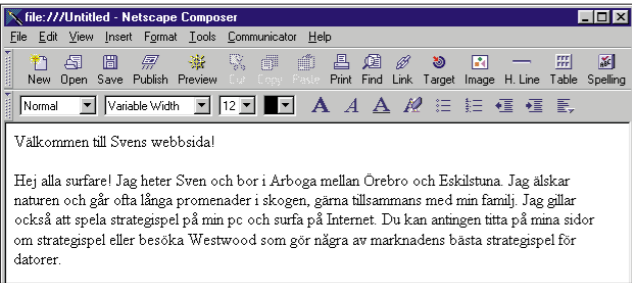 file:///Untitled - Netscape Composer
File Edit View Insert Format Tools Communicator Help
New Open Save Publish Preview Cut Copy Paste Print Find Link Target Image H. Line Table Spelling
Normal Variable Width 12
Välkommen till Svens webbsida!
Hej alla surfare! Jag heter Sven och bor i Arboga mellan Örebro och Eskilstuna. Jag älskar
naturen och går ofta långa promenader i skogen, gärna tillsammans med min familj. Jag gillar
också att spela strategispel på min pc och surfa på Internet. Du kan antingen titta på mina sidor
om strategispel eller besöka Westwood som gör några av marknadens bästa strategispel för
datorer.